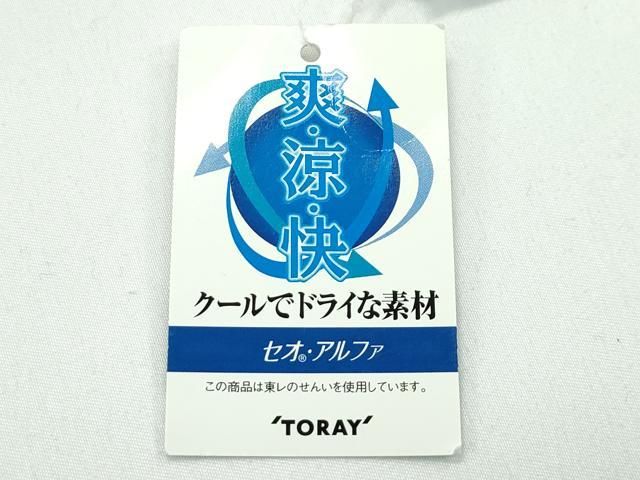 爽・涼・快
クールでドライな素材
セオ®・アルファ
この商品は東レのせんいを使用しています。
'TORAY'